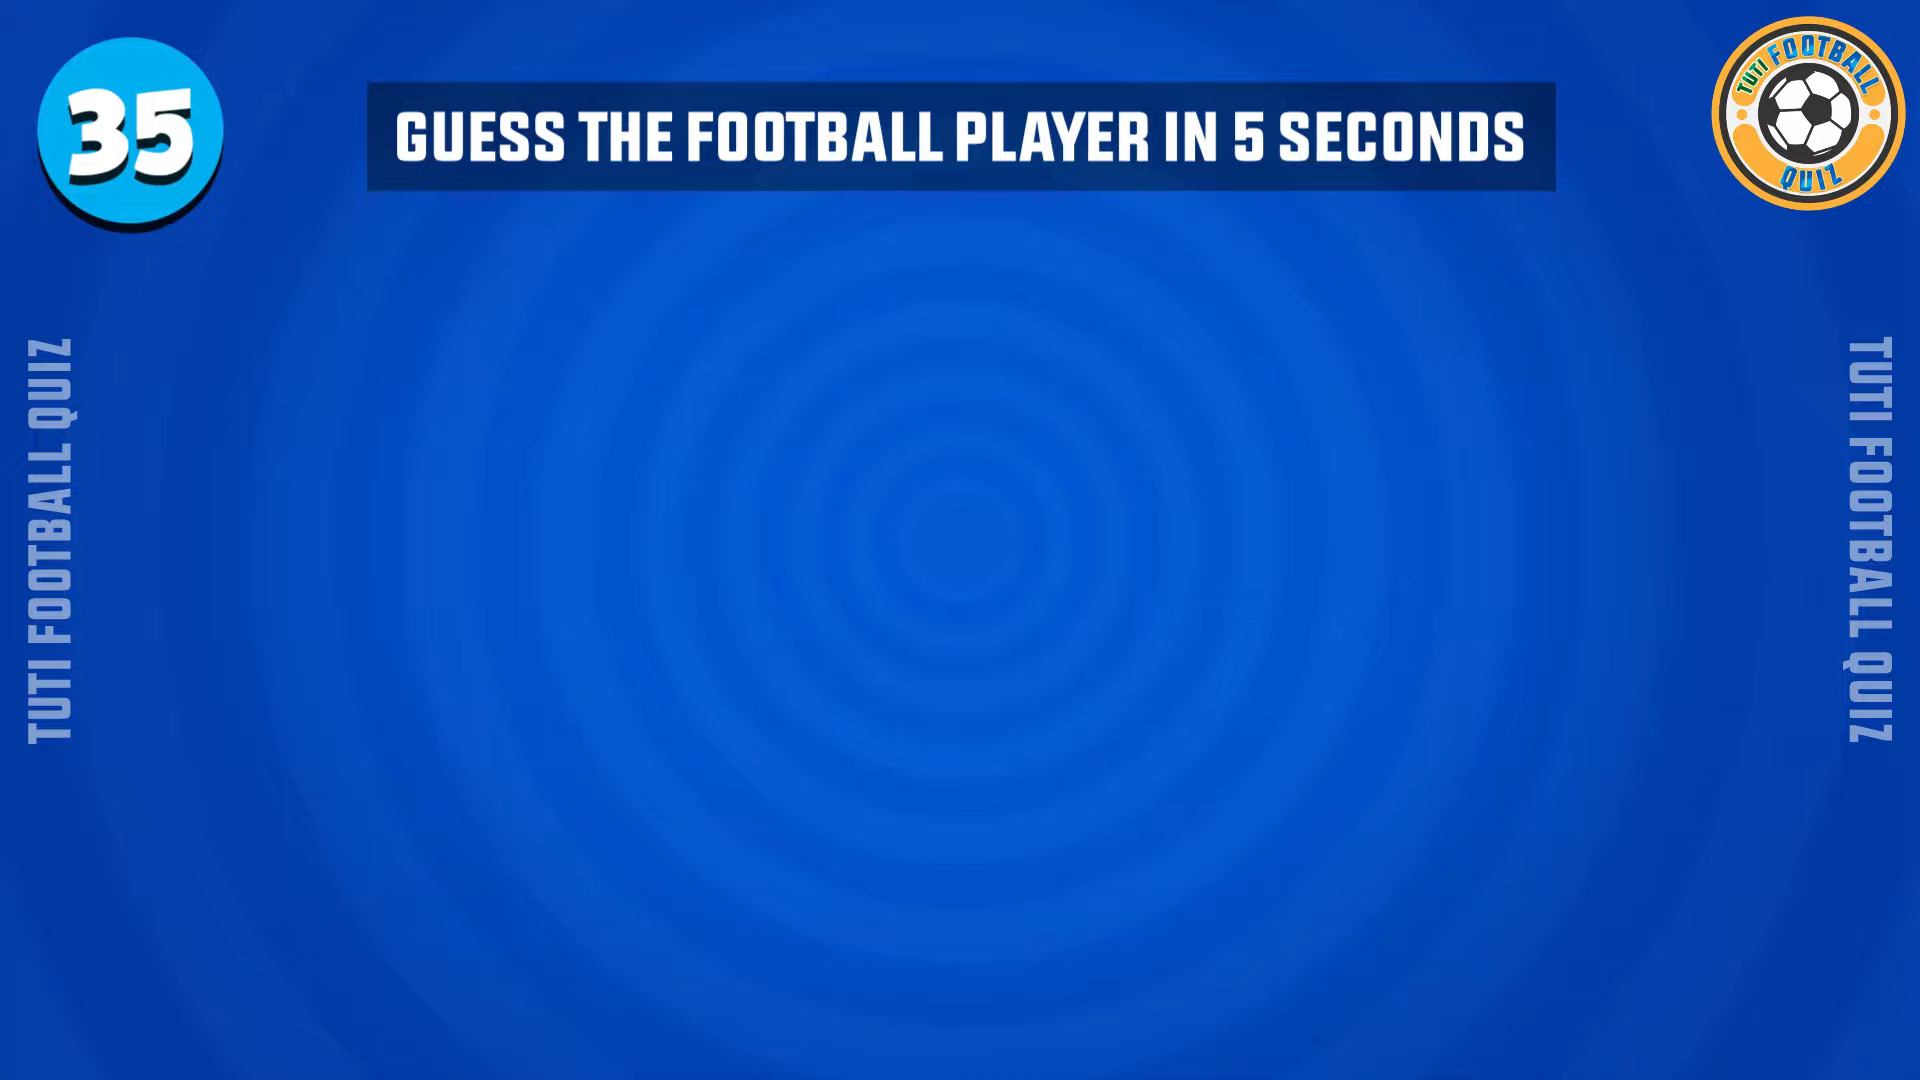 35
GUESS THE FOOTBALL PLAYER IN 5 SECONDS
TUTI FOOTBALL
QUIZ
TUTI FOOTBALL QUIZ
TUTI FOOTBALL QUIZ